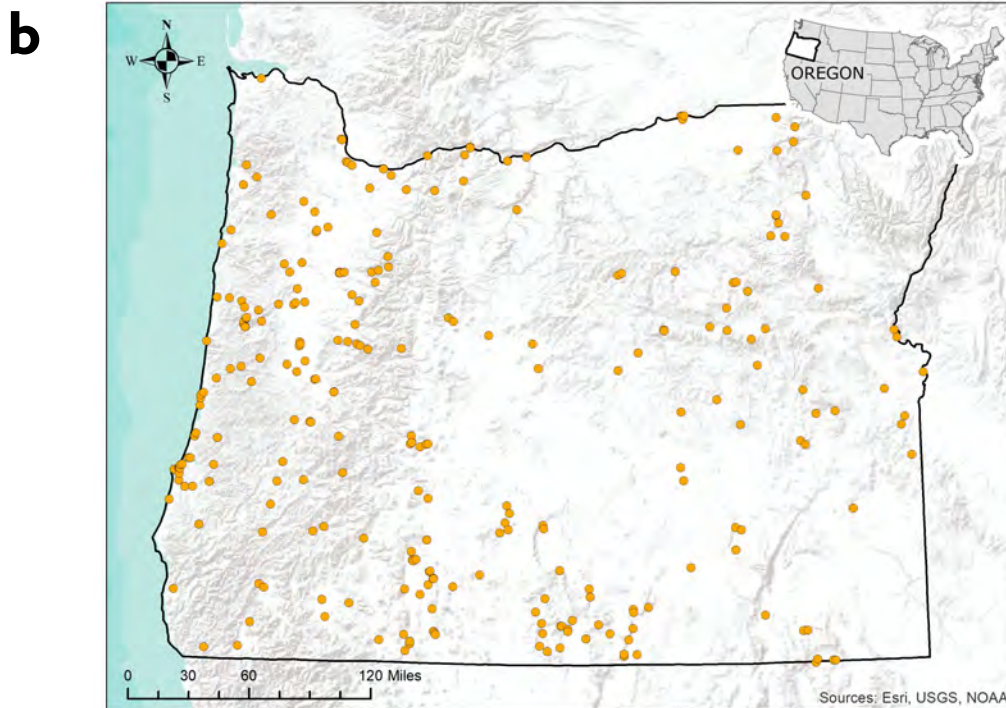 b
N
W E
S
OREGON
0 30 60 120 Miles
Sources: Esri, USGS, NOAA